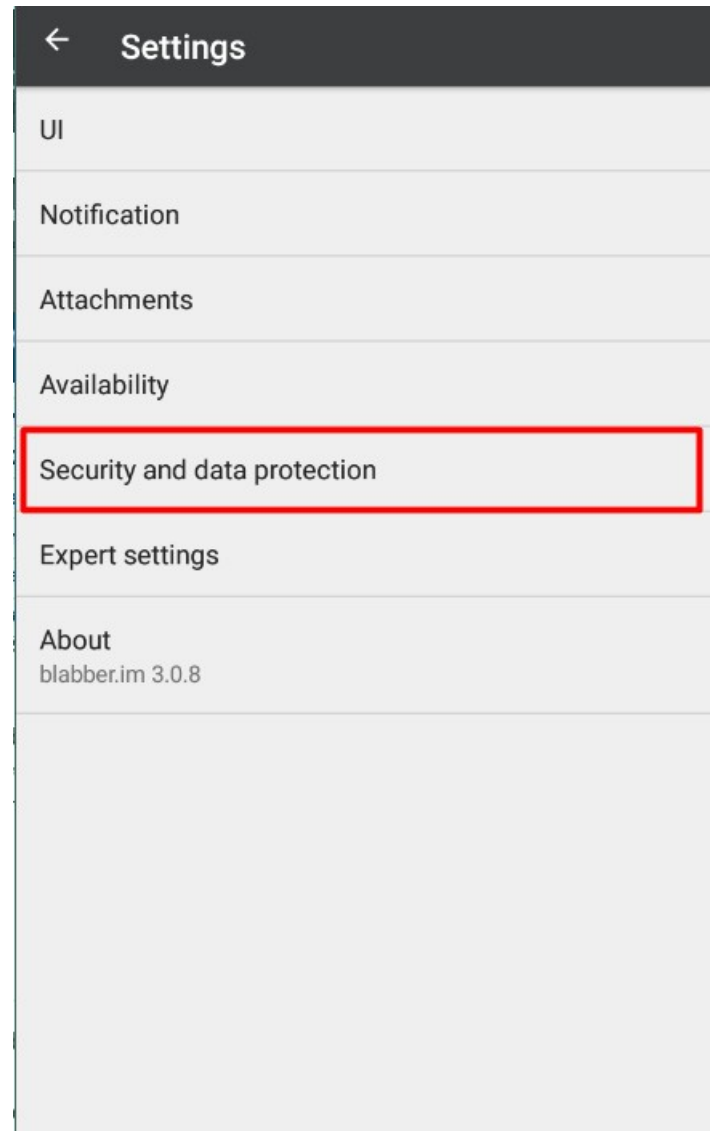 Settings
UI
Notification
Attachments
Availability
Security and data protection
Expert settings
About
blabber.im 3.0.8